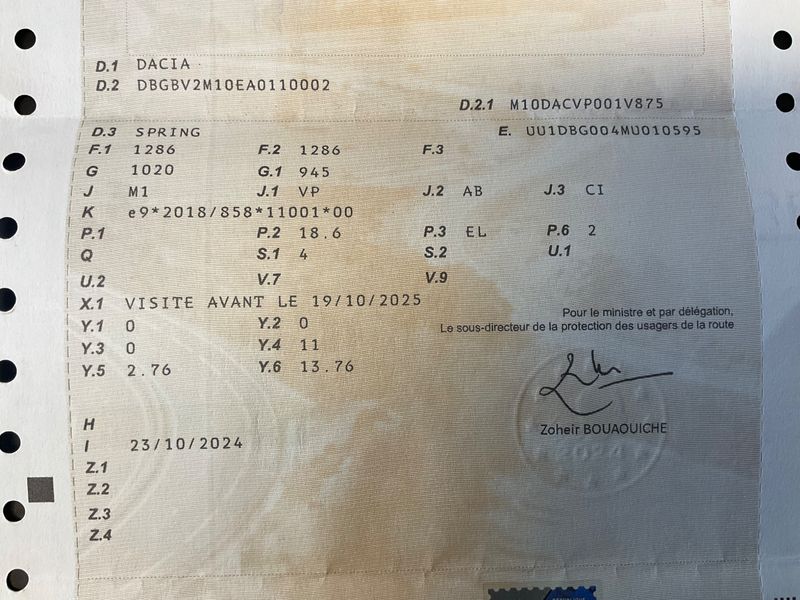 D.1 DACIA
D.2 DBGBV2M10EA0110002
D.2.1 M10DACVP001V875
D.3 SPRING E. UU1DBG004MU010595
F.1 1286 F.2 1286 F.3
G 1020 G.1 945
J M1 J.1 VP J.2 AB J.3 CI
K e9*2018/858*11001*00
P.1 P.2 18.6 P.3 EL P.6 2
Q S.1 4 S.2 U.1
U.2 V.7 V.9
X.1 VISITE AVANT LE 19/10/2025
Pour le ministre et par délégation,
Le sous-directeur de la protection des usagers de la route
Y.1 0 Y.2 0
Y.3 0 Y.4 11
Y.5 2.76 Y.6 13.76
Zoheir BOUAOUICHE
H
I 23/10/2024
2024
Z.1
Z.2
Z.3
Z.4